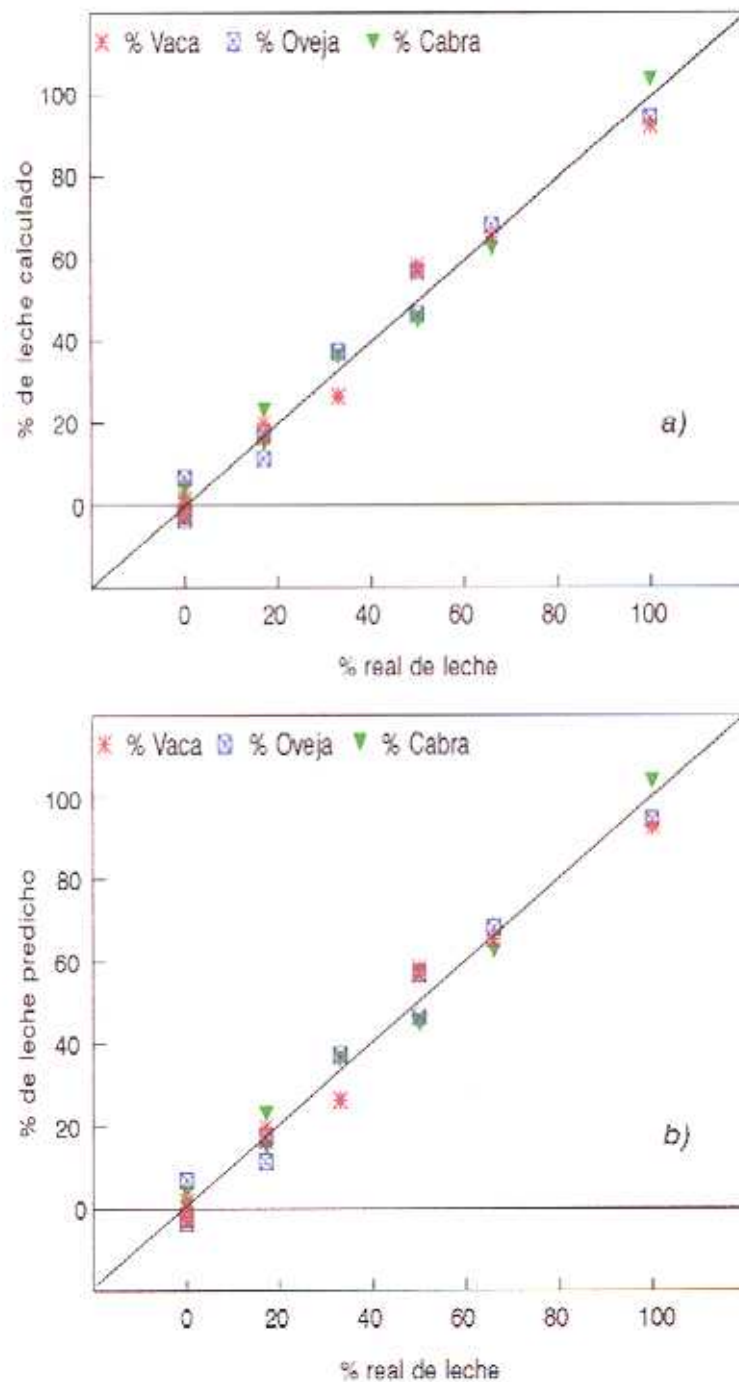 % Vaca % Oveja % Cabra
100
80
60
40
20
0
% de leche calculado
a)
0 20 40 60 80 100
% real de leche
% Vaca % Oveja % Cabra
100
80
60
40
20
0
% de leche predicho
b)
0 20 40 60 80 100
% real de leche